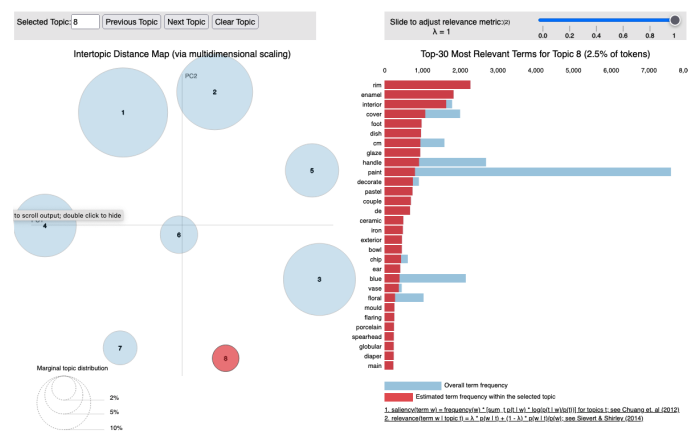 Selected Topic: 8 Previous Topic Next Topic Clear Topic
Slide to adjust relevance metric:(2)
λ = 1
0.0 0.2 0.4 0.6 0.8 1
Intertopic Distance Map (via multidimensional scaling)
PC2
1
2
5
to scroll output; double click to hide
4
6
3
7
8
Marginal topic distribution
2%
5%
10%
Top-30 Most Relevant Terms for Topic 8 (2.5% of tokens)
0 1,000 2,000 3,000 4,000 5,000 6,000 7,000 8,0
rim
enamel
interior
cover
foot
dish
cm
glaze
handle
paint
decorate
pastel
couple
de
ceramic
iron
exterior
bowl
chip
ear
blue
vase
floral
mould
flaring
porcelain
spearhead
globular
diaper
main
Overall term frequency
Estimated term frequency within the selected topic
1. saliency(term w) = frequency(w) * [sum_t p(t | w) * log(p(t | w)/p(t))] for topics t; see Chuang et. al (2012)
2. relevance(term w | topic t) = λ * p(w | t) + (1 - λ) * p(w | t)/p(w); see Sievert & Shirley (2014)